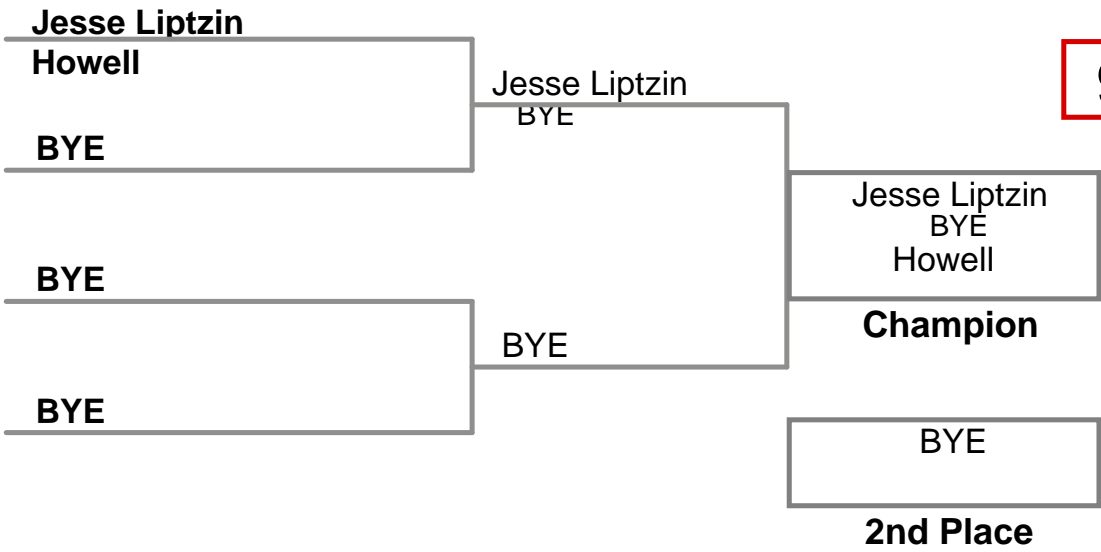 Jesse Liptzin
Howell
BYE
Jesse Liptzin
BYE
BYE
BYE
BYE
Jesse Liptzin
BYE
Howell
Champion
BYE
2nd Place